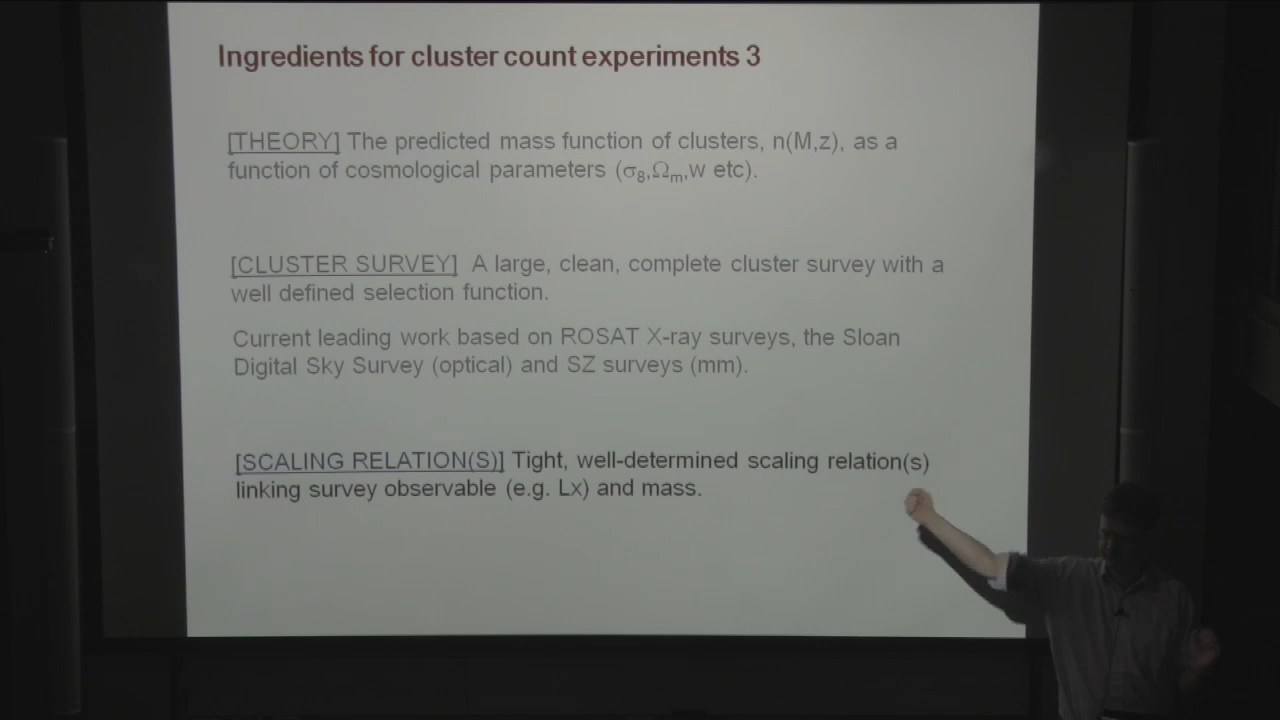 Ingredients for cluster count experiments 3
[THEORY] The predicted mass function of clusters, n(M,z), as a
function of cosmological parameters (σ₈,Ωₘ,w etc).
[CLUSTER SURVEY] A large, clean, complete cluster survey with a
well defined selection function.
Current leading work based on ROSAT X-ray surveys, the Sloan
Digital Sky Survey (optical) and SZ surveys (mm).
[SCALING RELATION(S)] Tight, well-determined scaling relation(s)
linking survey observable (e.g. Lx) and mass.